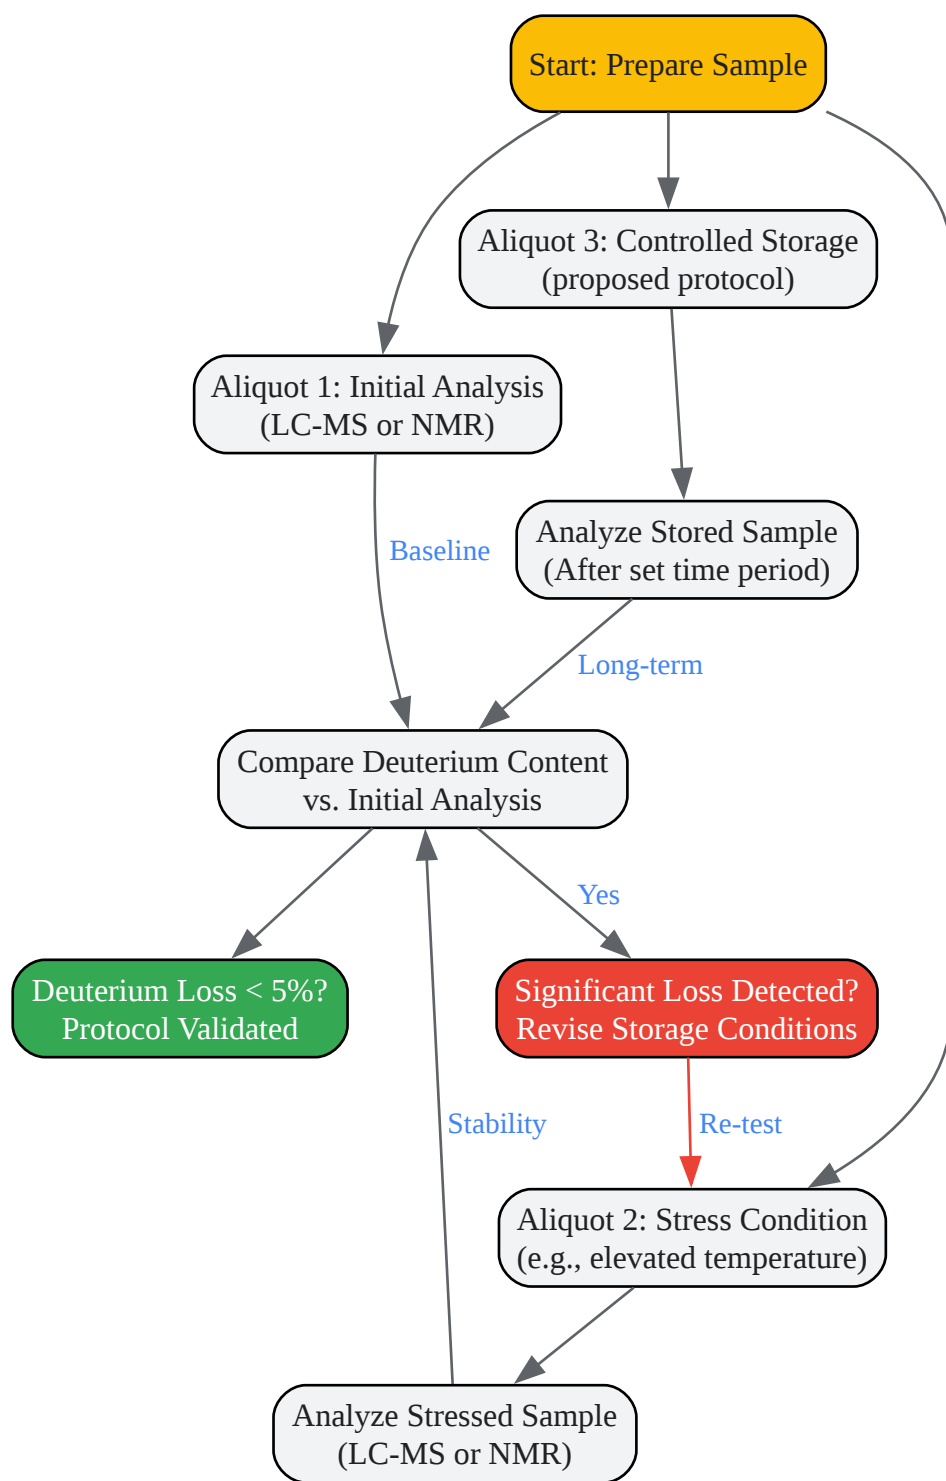 Start: Prepare Sample
Aliquot 3: Controlled Storage
(proposed protocol)
Aliquot 1: Initial Analysis
(LC-MS or NMR)
Analyze Stored Sample
(After set time period)
Baseline
Long-term
Compare Deuterium Content
vs. Initial Analysis
Yes
Deuterium Loss < 5%?
Protocol Validated
Significant Loss Detected?
Revise Storage Conditions
Stability
Re-test
Aliquot 2: Stress Condition
(e.g., elevated temperature)
Analyze Stressed Sample
(LC-MS or NMR)